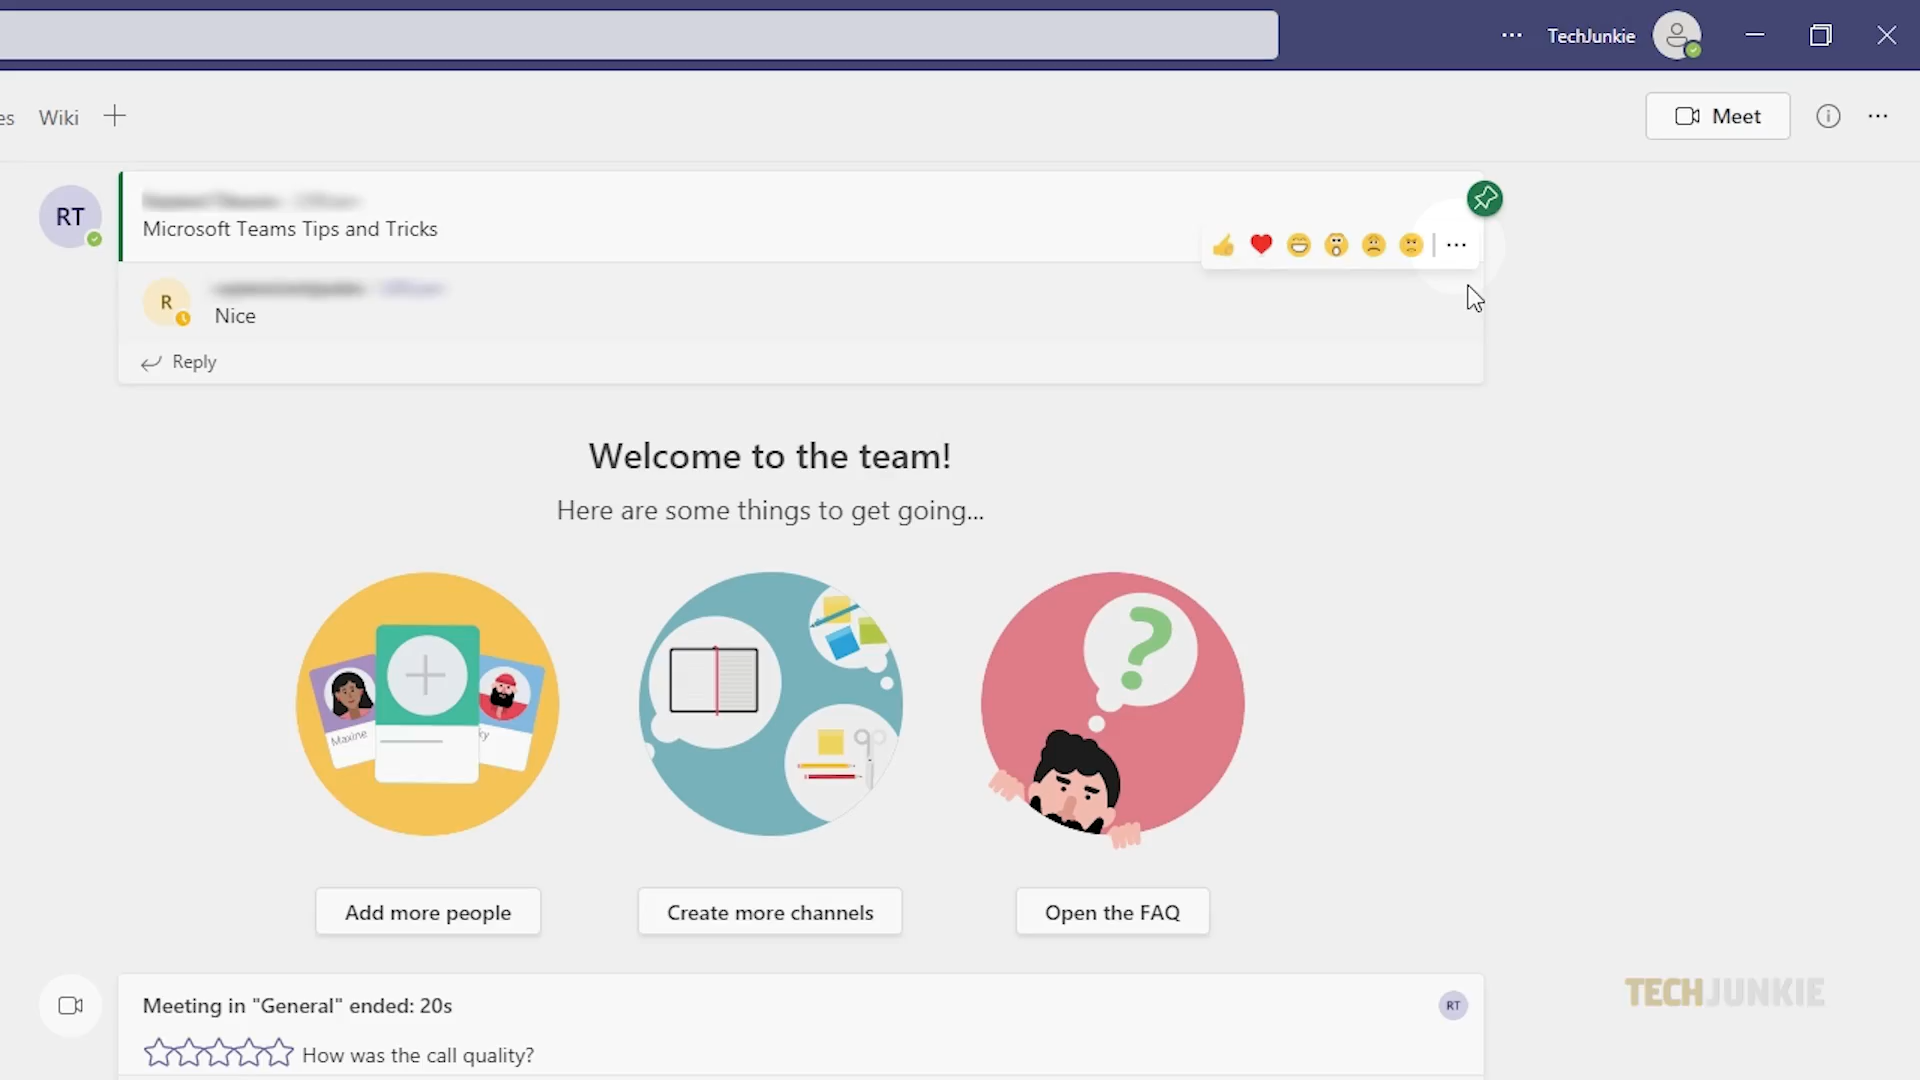 TechJunkie
es Wiki
Meet
RT
Microsoft Teams Tips and Tricks
R
Nice
Reply
Welcome to the team!
Here are some things to get going...
Maxine
ky
?
Add more people
Create more channels
Open the FAQ
Meeting in "General" ended: 20s
RT
How was the call quality?
TECHJUNKIE